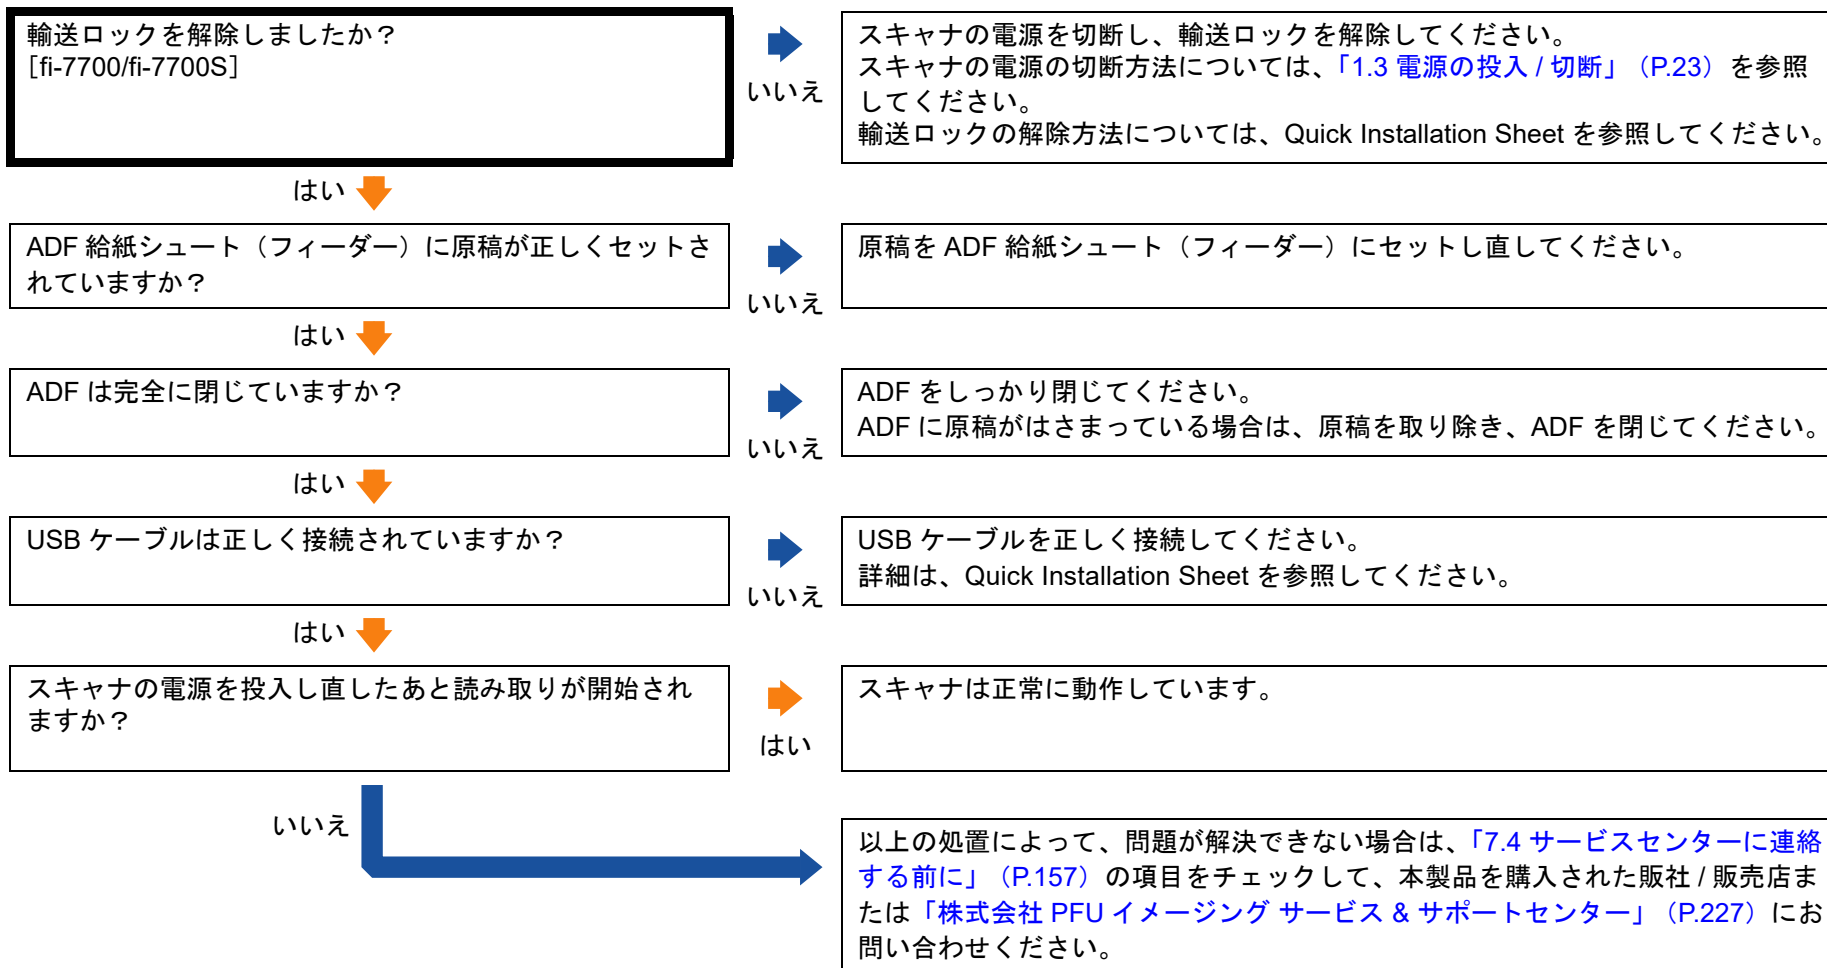 輸送ロックを解除しましたか？
［fi-7700/fi-7700S］
いいえ
スキャナの電源を切断し、輸送ロックを解除してください。
スキャナの電源の切断方法については、「1.3 電源の投入 / 切断」（P.23）を参照
してください。
輸送ロックの解除方法については、Quick Installation Sheet を参照してください。
はい
ADF 給紙シュート（フィーダー）に原稿が正しくセットさ
れていますか？
いいえ
原稿を ADF 給紙シュート（フィーダー）にセットし直してください。
はい
ADF は完全に閉じていますか？
いいえ
ADF をしっかり閉じてください。
ADF に原稿がはさまっている場合は、原稿を取り除き、ADF を閉じてください。
はい
USB ケーブルは正しく接続されていますか？
いいえ
USB ケーブルを正しく接続してください。
詳細は、Quick Installation Sheet を参照してください。
はい
スキャナの電源を投入し直したあと読み取りが開始され
ますか？
はい
スキャナは正常に動作しています。
いいえ
以上の処置によって、問題が解決できない場合は、「7.4 サービスセンターに連絡
する前に」（P.157）の項目をチェックして、本製品を購入された販社 / 販売店ま
たは「株式会社 PFU イメージング サービス & サポートセンター」（P.227）にお
問い合わせください。